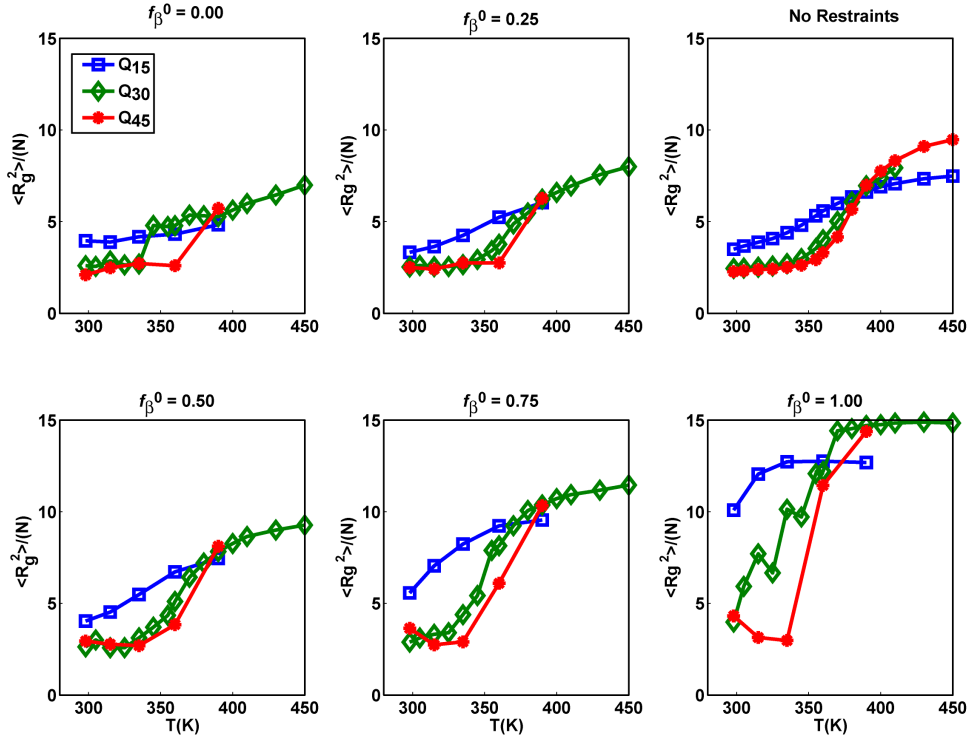 fβ⁰ = 0.00
fβ⁰ = 0.25
No Restraints
<Rg²>/(N)
15
10
5
0
300 350 400 450
Q15
Q30
Q45
<Rg²>/(N)
15
10
5
0
300 350 400 450
<Rg²>/(N)
15
10
5
0
300 350 400 450
fβ⁰ = 0.50
fβ⁰ = 0.75
fβ⁰ = 1.00
<Rg²>/(N)
15
10
5
0
300 350 400 450
T(K)
<Rg²>/(N)
15
10
5
0
300 350 400 450
T(K)
<Rg²>/(N)
15
10
5
0
300 350 400 450
T(K)